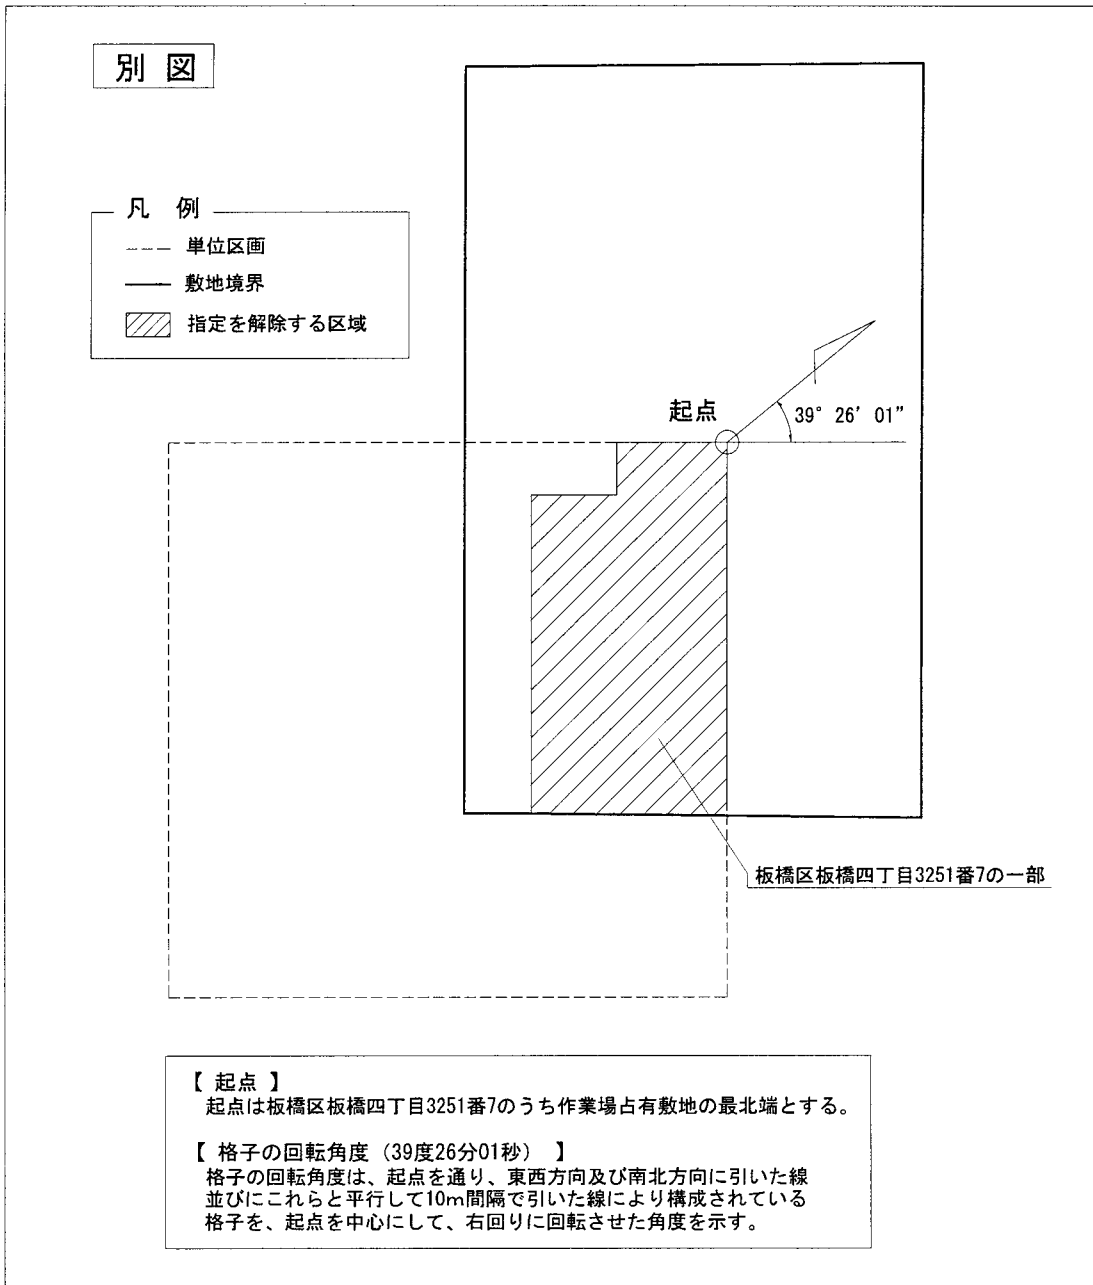 別 図
凡 例
単位区画
敷地境界
指定を解除する区域
起点
39° 26′ 01”
板橋区板橋四丁目3251番7の一部
【 起点 】
起点は板橋区板橋四丁目3251番7のうち作業場占有敷地の最北端とする。
【 格子の回転角度（39度26分01秒） 】
格子の回転角度は、起点を通り、東西方向及び南北方向に引いた線
並びにこれらと平行して10m間隔で引いた線により構成されている
格子を、起点を中心にして、右回りに回転させた角度を示す。